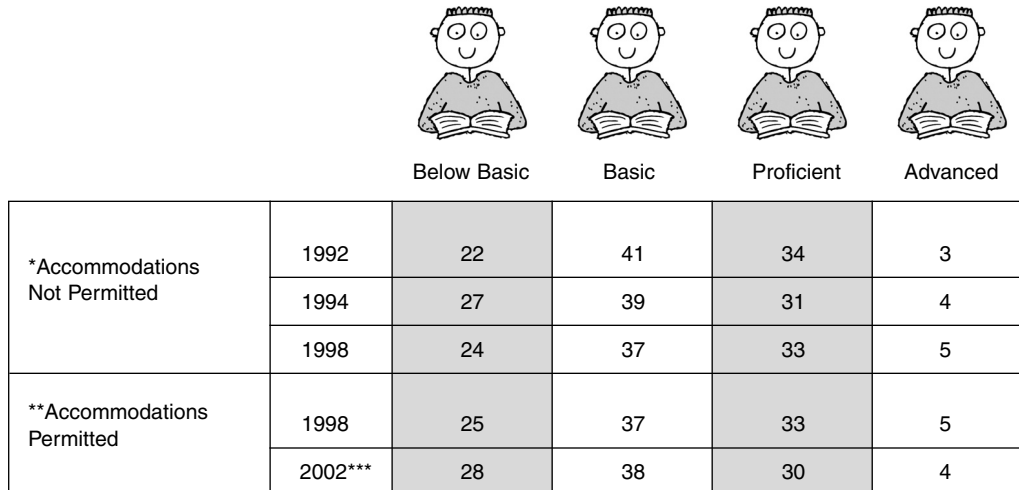 Below Basic Basic Proficient Advanced
*Accommodations
Not Permitted
1992 22 41 34 3
1994 27 39 31 4
1998 24 37 33 5
**Accommodations
Permitted
1998 25 37 33 5
2002*** 28 38 30 4